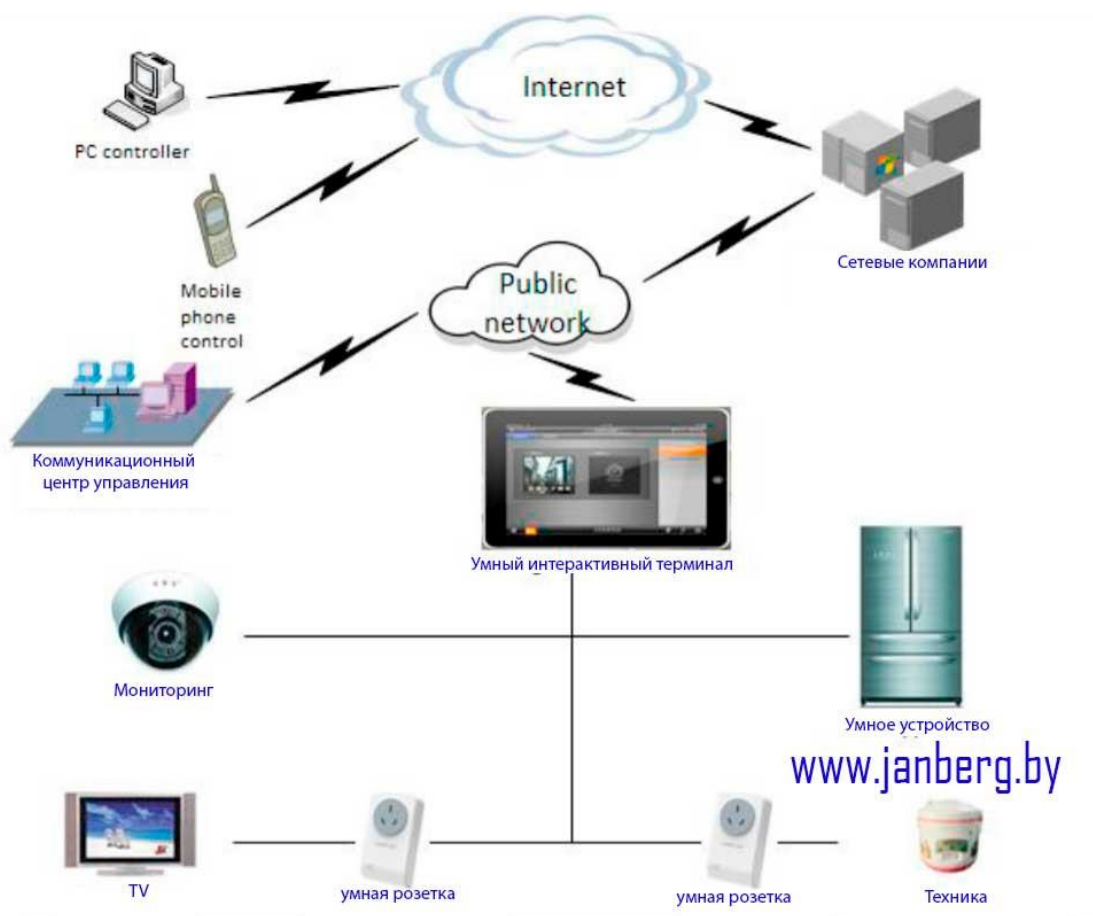 Internet
PC controller
Сетевые компании
Mobile
phone
control
Public
network
Коммуникационный
центр управления
Умный интерактивный терминал
Мониторинг
Умное устройство
www.janberg.by
TV
умная розетка
умная розетка
Техника